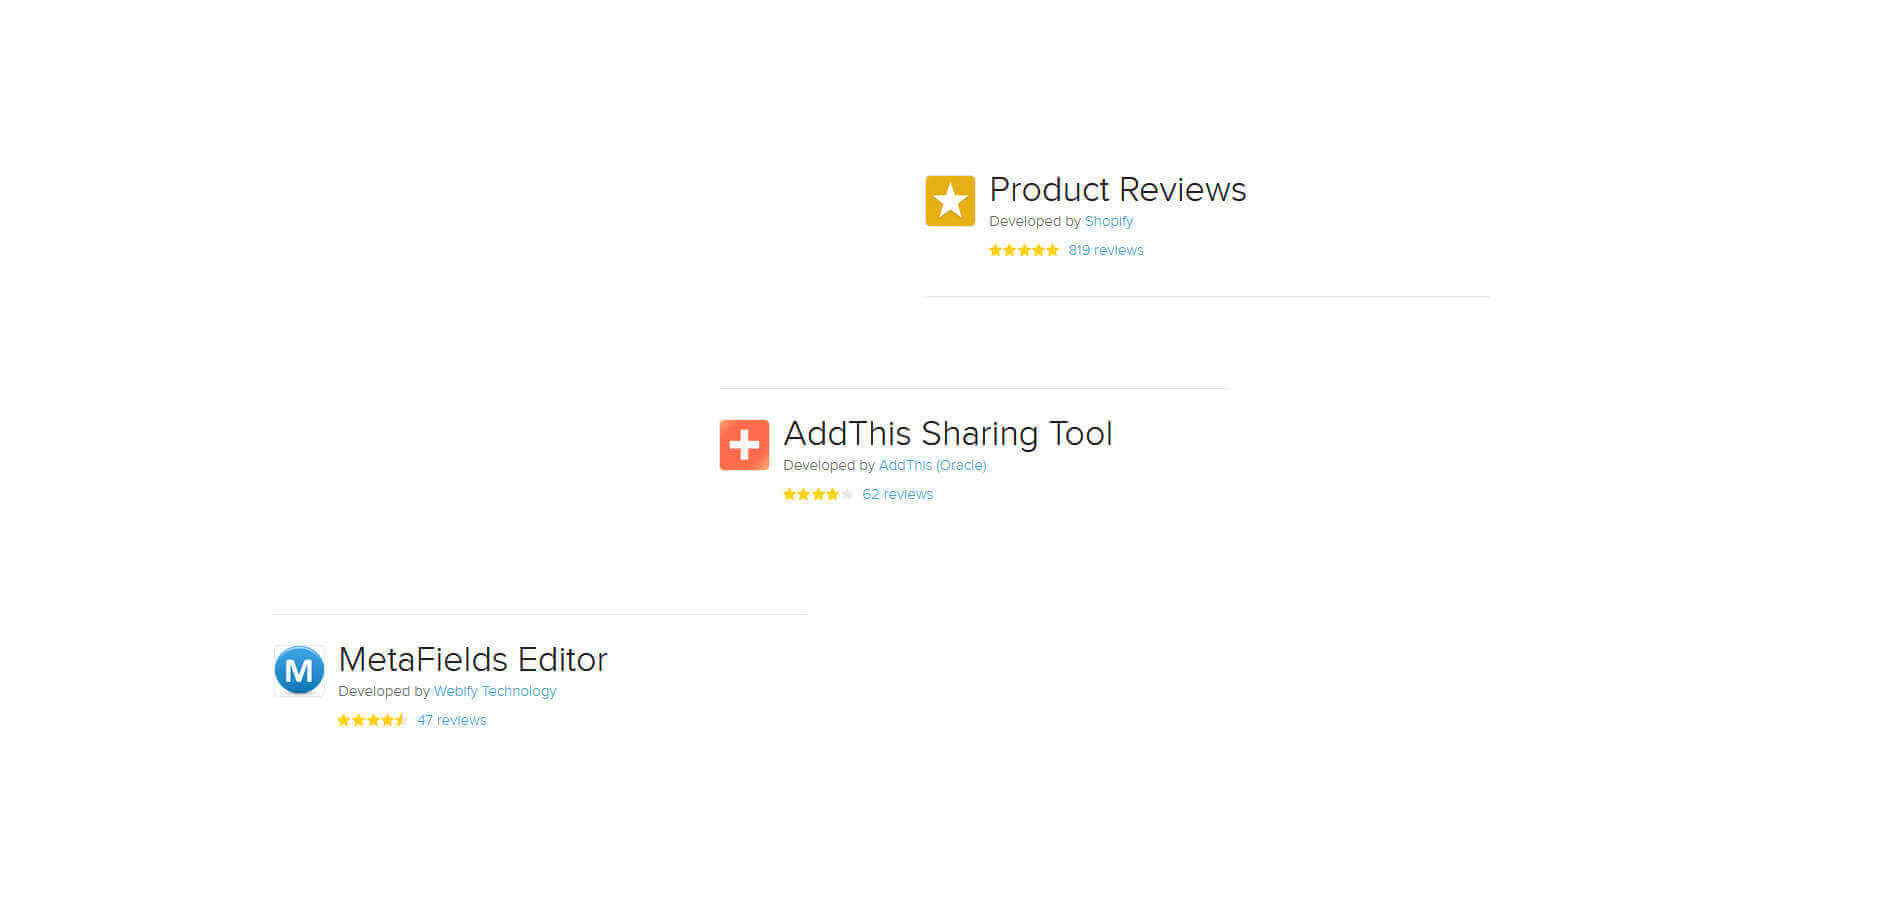 Product Reviews
Developed by Shopify
819 reviews
AddThis Sharing Tool
Developed by AddThis (Oracle)
62 reviews
M
MetaFields Editor
Developed by Webify Technology
47 reviews